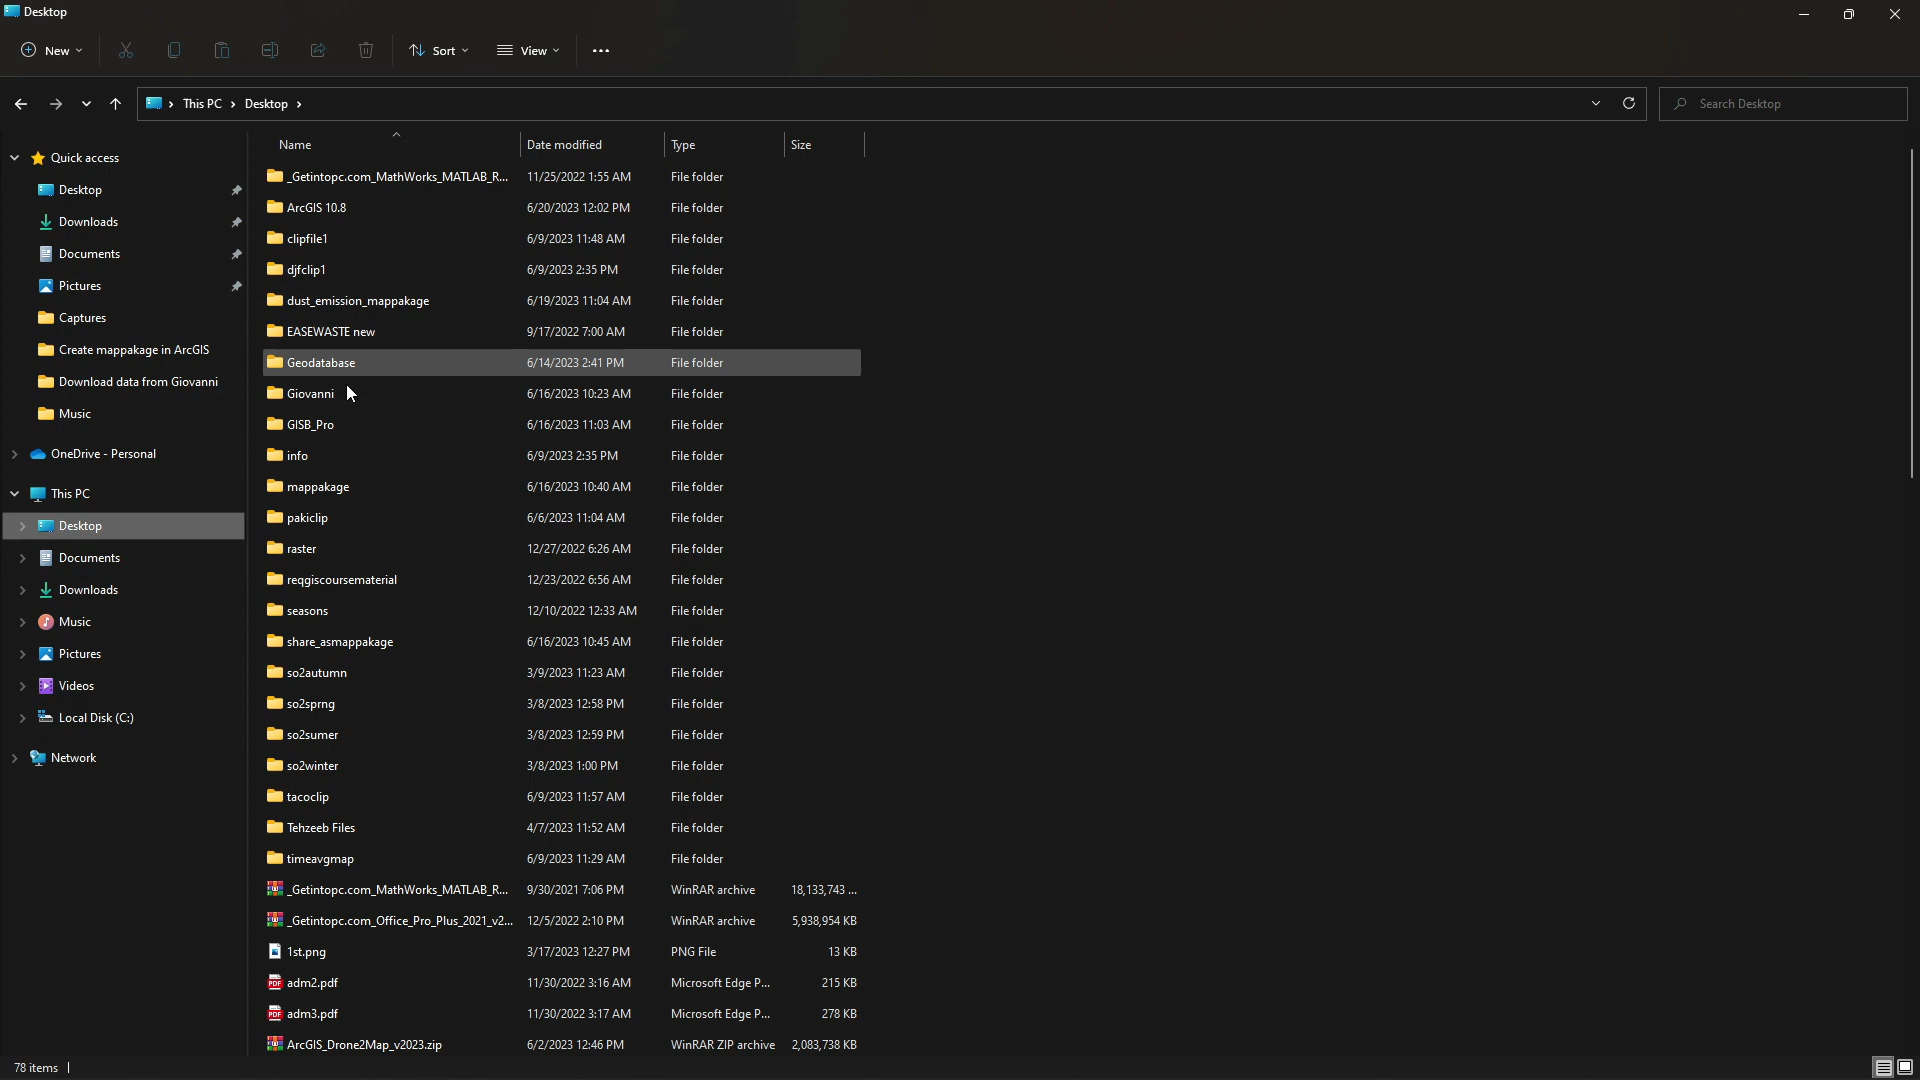 Desktop
New
Sort
View
This PC > Desktop >
Search Desktop
Quick access
Desktop
Downloads
Documents
Pictures
Captures
Create mappakage in ArcGIS
Download data from Giovanni
Music
OneDrive - Personal
This PC
Desktop
Documents
Downloads
Music
Pictures
Videos
Local Disk (C:)
Network
Name Date modified Type Size
_Getintopc.com_MathWorks_MATLAB_R... 11/25/2022 1:55 AM File folder
ArcGIS 10.8 6/20/2023 12:02 PM File folder
clipfile1 6/9/2023 11:48 AM File folder
djfclip1 6/9/2023 2:35 PM File folder
dust_emission_mappakage 6/19/2023 11:04 AM File folder
EASEWASTE new 9/17/2022 7:00 AM File folder
Geodatabase 6/14/2023 2:41 PM File folder
Giovanni 6/16/2023 10:23 AM File folder
GISB_Pro 6/16/2023 11:03 AM File folder
info 6/9/2023 2:35 PM File folder
mappakage 6/16/2023 10:40 AM File folder
pakiclip 6/6/2023 11:04 AM File folder
raster 12/27/2022 6:26 AM File folder
reqgiscoursematerial 12/23/2022 6:56 AM File folder
seasons 12/10/2022 12:33 AM File folder
share_asmappakage 6/16/2023 10:45 AM File folder
so2autumn 3/9/2023 11:23 AM File folder
so2sprng 3/8/2023 12:58 PM File folder
so2sumer 3/8/2023 12:59 PM File folder
so2winter 3/8/2023 1:00 PM File folder
tacoclip 6/9/2023 11:57 AM File folder
Tehzeeb Files 4/7/2023 11:52 AM File folder
timeavgmap 6/9/2023 11:29 AM File folder
_Getintopc.com_MathWorks_MATLAB_R... 9/30/2021 7:06 PM WinRAR archive 18,133,743 ...
_Getintopc.com_Office_Pro_Plus_2021_v2... 12/5/2022 2:10 PM WinRAR archive 5,938,954 KB
1st.png 3/17/2023 12:27 PM PNG File 13 KB
adm2.pdf 11/30/2022 3:16 AM Microsoft Edge P... 215 KB
adm3.pdf 11/30/2022 3:17 AM Microsoft Edge P... 278 KB
ArcGIS_Drone2Map_v2023.zip 6/2/2023 12:46 PM WinRAR ZIP archive 2,083,738 KB
78 items